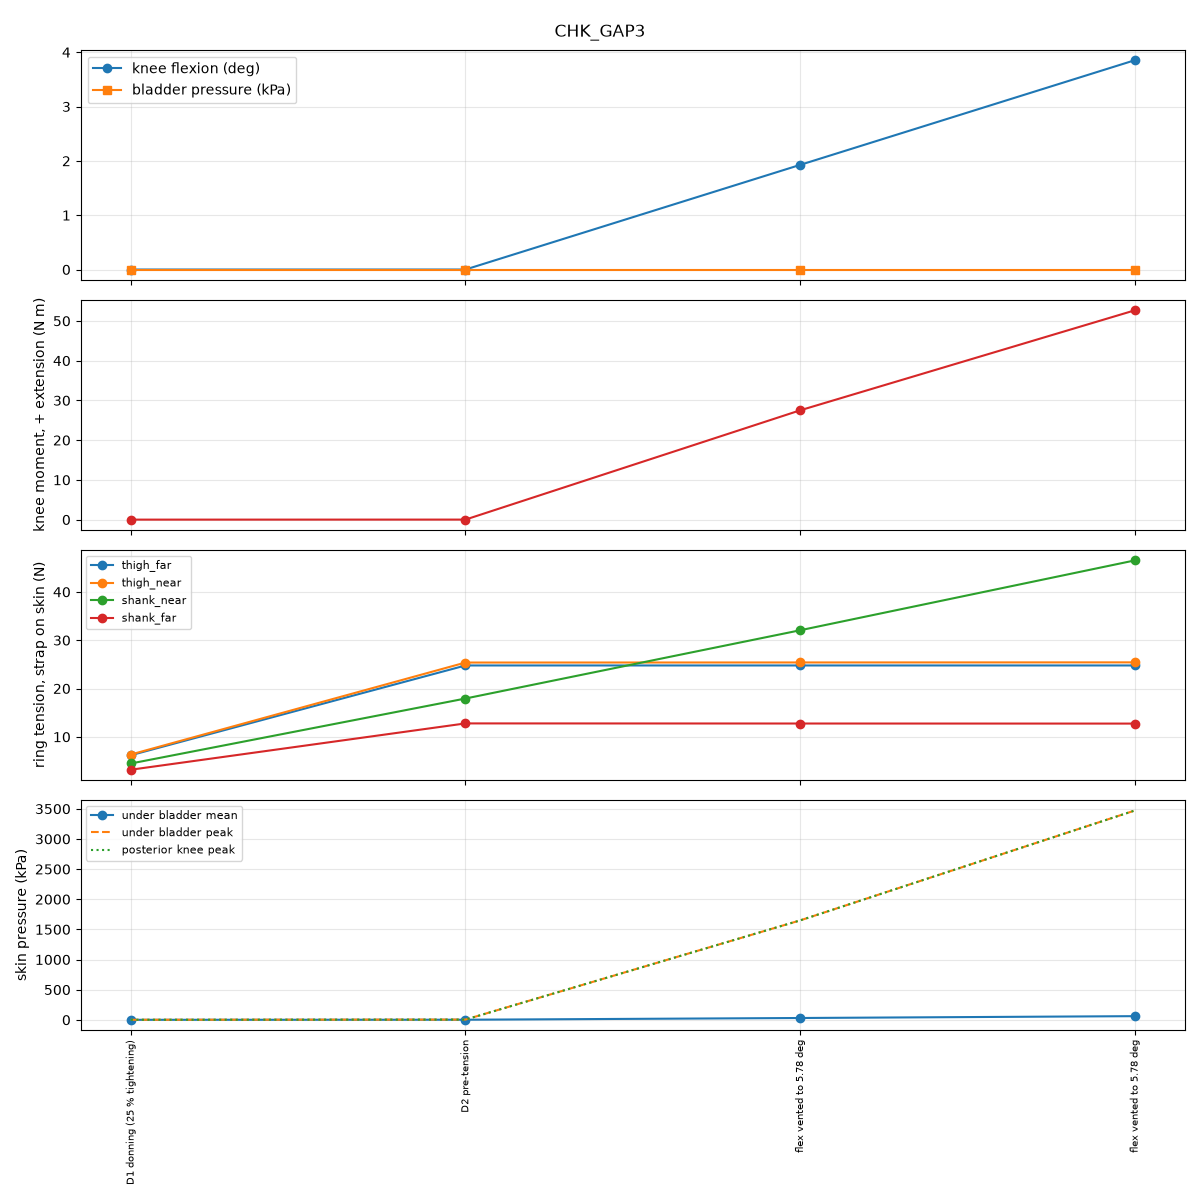 CHK_GAP3
knee flexion (deg)
bladder pressure (kPa)
4
3
2
1
0
knee moment, + extension (N m)
50
40
30
20
10
0
ring tension, strap on skin (N)
thigh_far
thigh_near
shank_near
shank_far
40
30
20
10
skin pressure (kPa)
under bladder mean
under bladder peak
posterior knee peak
3500
3000
2500
2000
1500
1000
500
0
D1 donning (25 % tightening)
D2 pre-tension
flex vented to 5.78 deg
flex vented to 5.78 deg